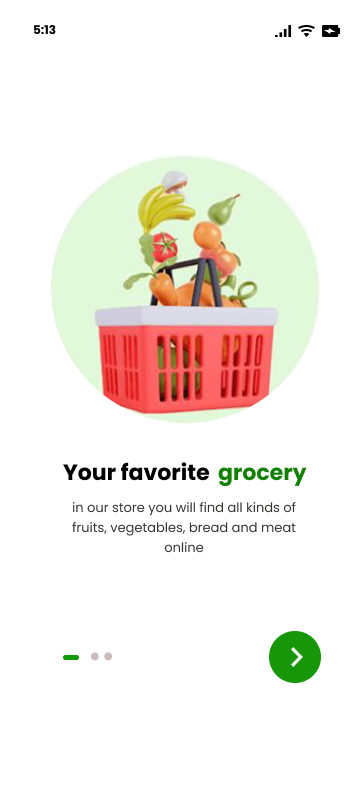 5:13
Your favorite grocery
in our store you will find all kinds of
fruits, vegetables, bread and meat
online